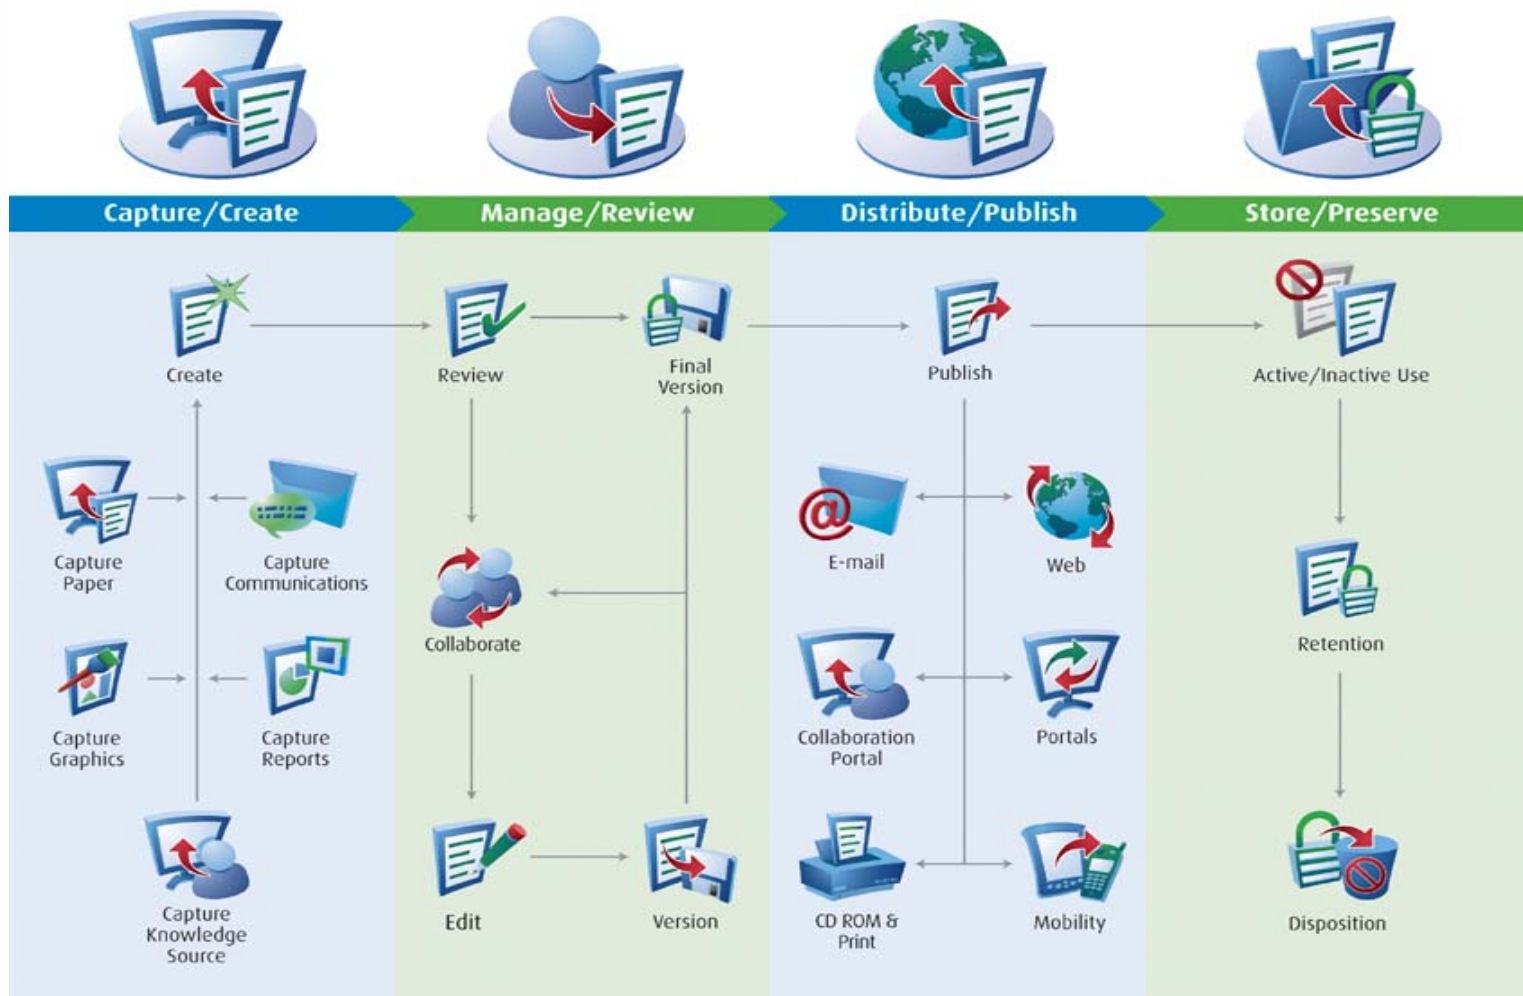 Capture/Create
Manage/Review
Distribute/Publish
Store/Preserve
Create
Capture
Paper
Capture
Communications
Capture
Graphics
Capture
Reports
Capture
Knowledge
Source
Review
Final
Version
Collaborate
Edit
Version
Publish
@
E-mail
Web
Collaboration
Portal
Portals
CD ROM &
Print
Mobility
Active/Inactive Use
Retention
Disposition